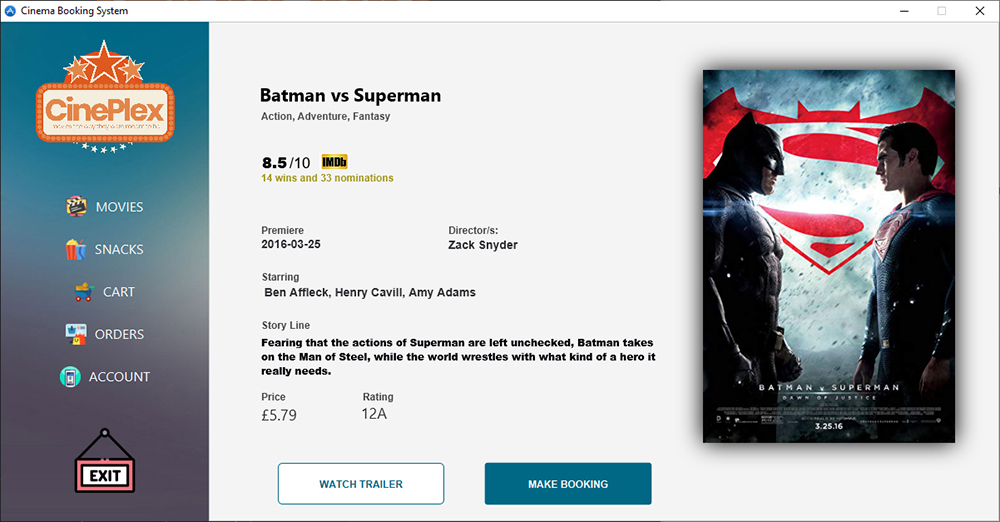 Cinema Booking System
CinePlex
MOVIES
SNACKS
CART
ORDERS
ACCOUNT
EXIT
Batman vs Superman
Action, Adventure, Fantasy
8.5/10 IMDb
14 wins and 33 nominations
Premiere
2016-03-25
Director/s:
Zack Snyder
Starring
Ben Affleck, Henry Cavill, Amy Adams
Story Line
Fearing that the actions of Superman are left unchecked, Batman takes
on the Man of Steel, while the world wrestles with what kind of a hero it
really needs.
Price
£5.79
Rating
12A
WATCH TRAILER
MAKE BOOKING
BATMAN v SUPERMAN
DAWN OF JUSTICE
3.25.16